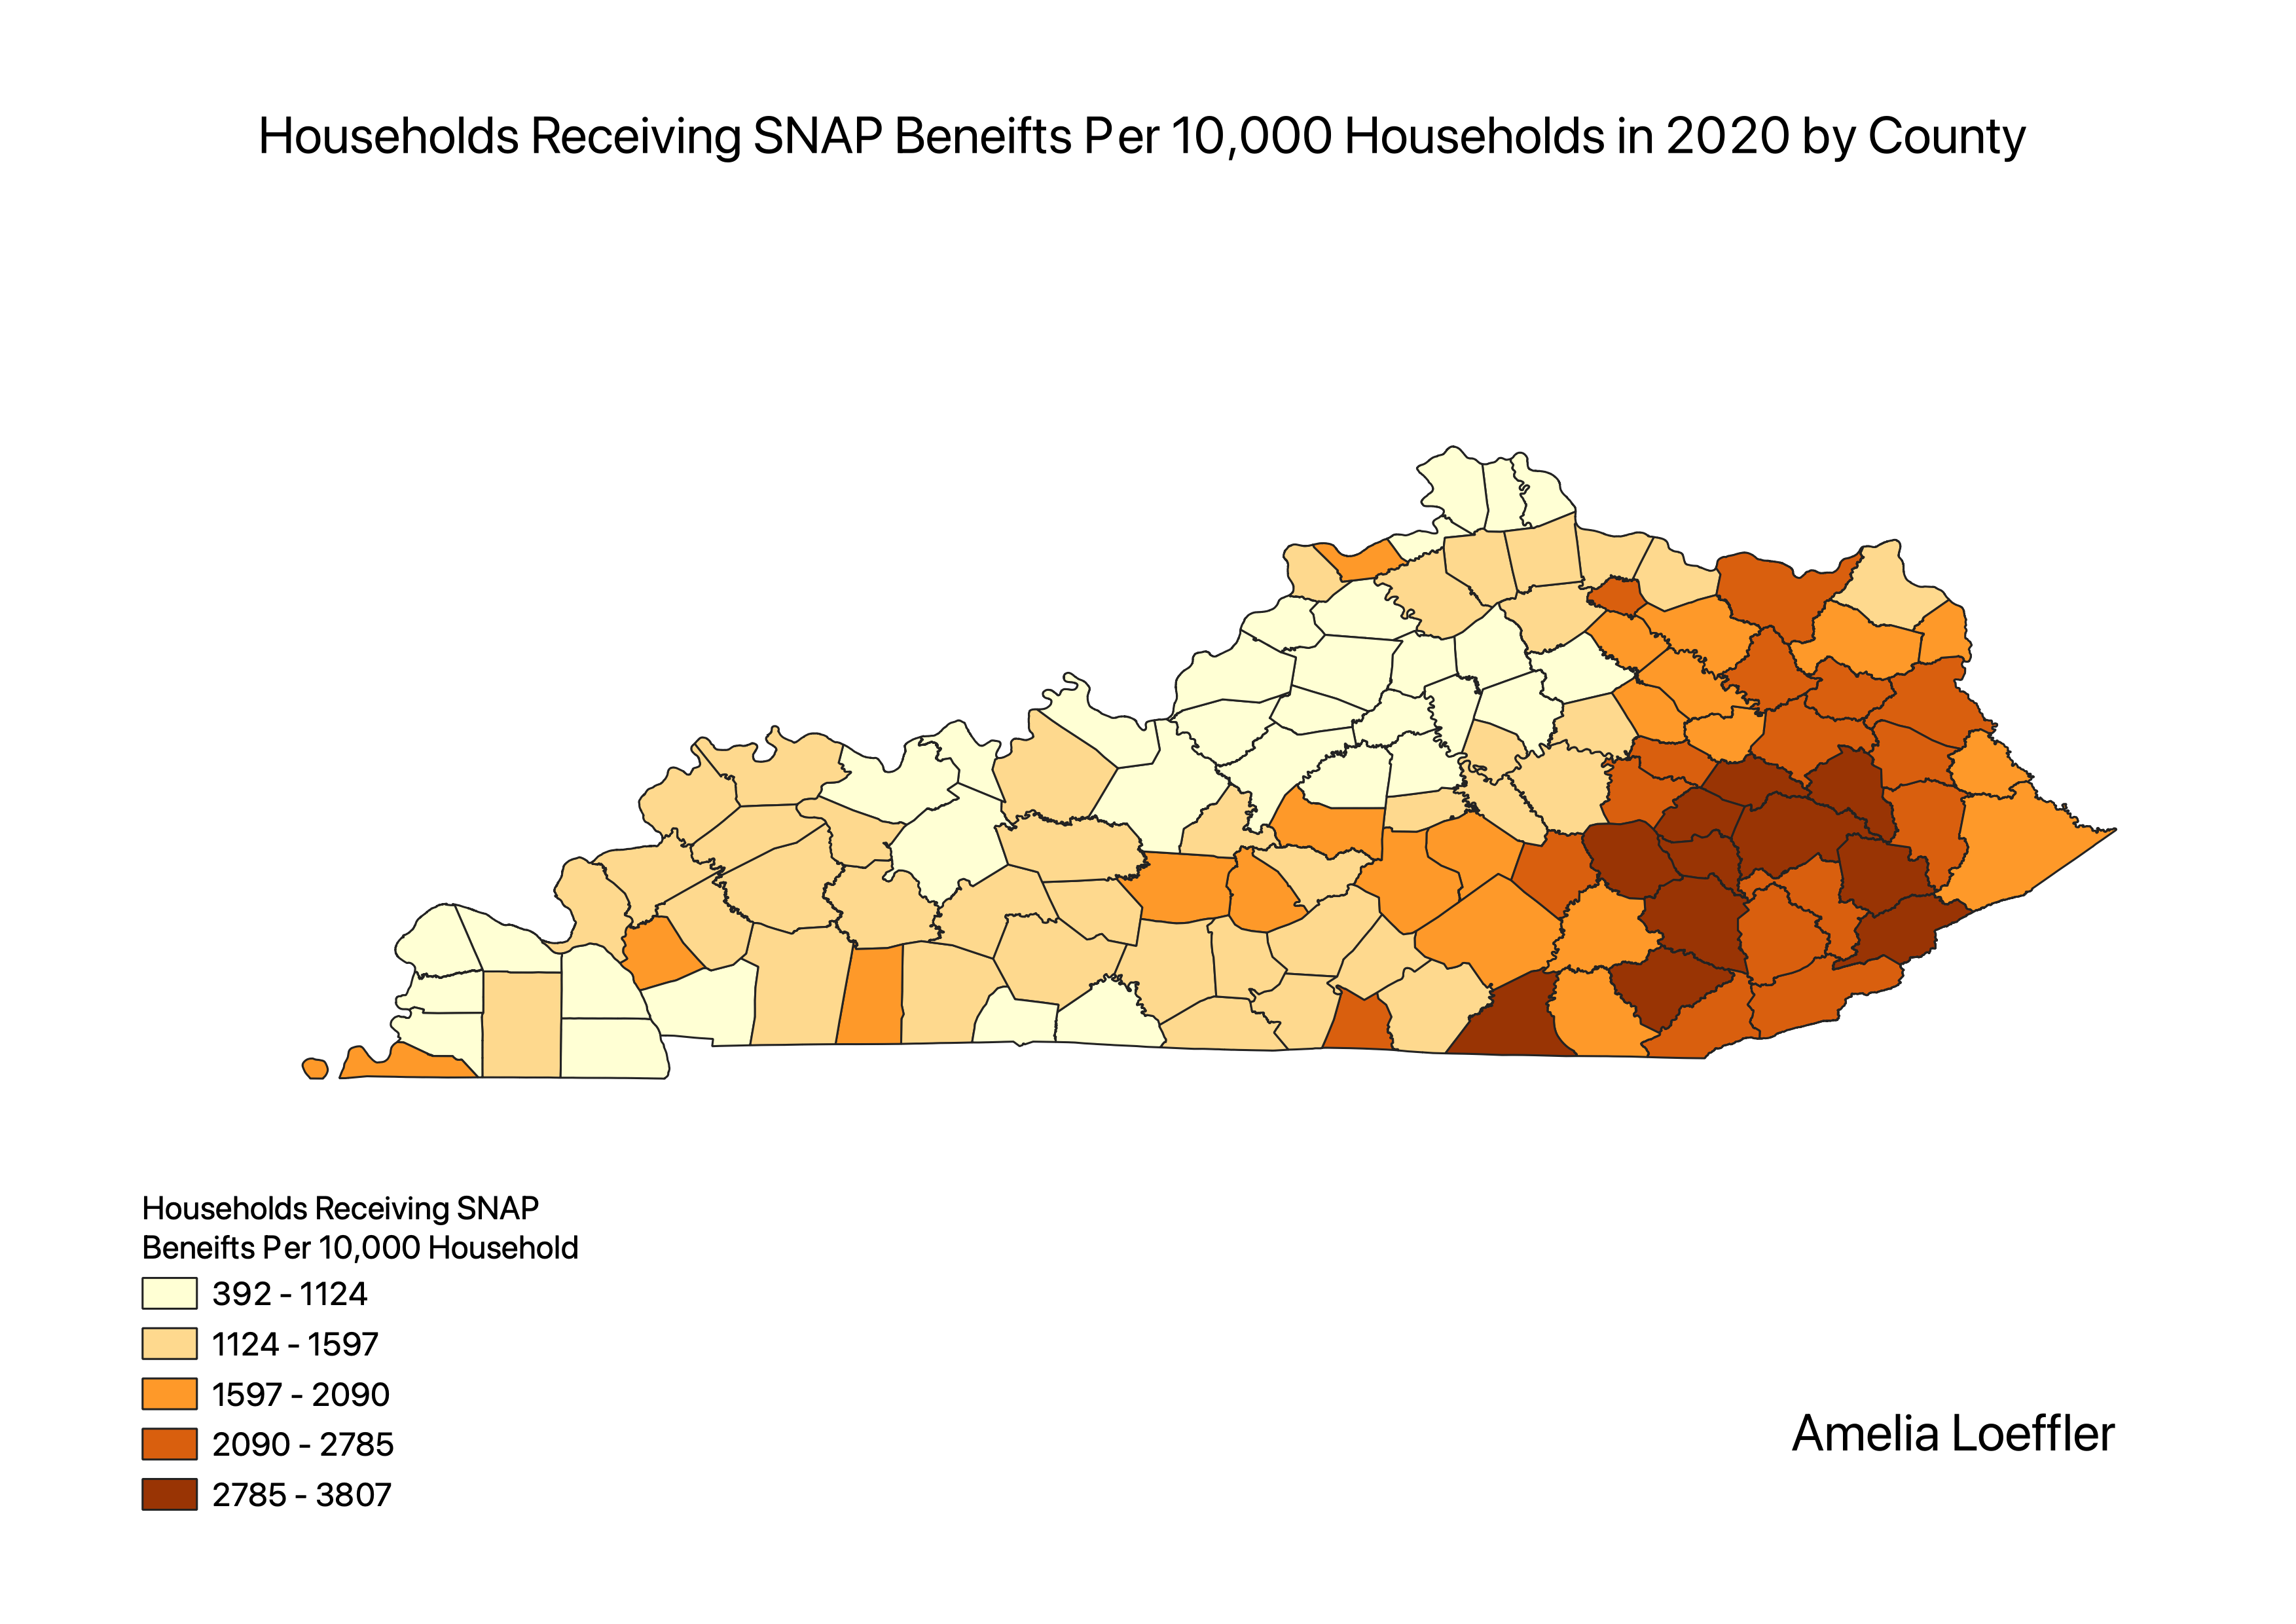 Households Receiving SNAP Beneifts Per 10,000 Households in 2020 by County
Households Receiving SNAP
Beneifts Per 10,000 Household
392 - 1124
1124 - 1597
1597 - 2090
2090 - 2785
2785 - 3807
Amelia Loeffler